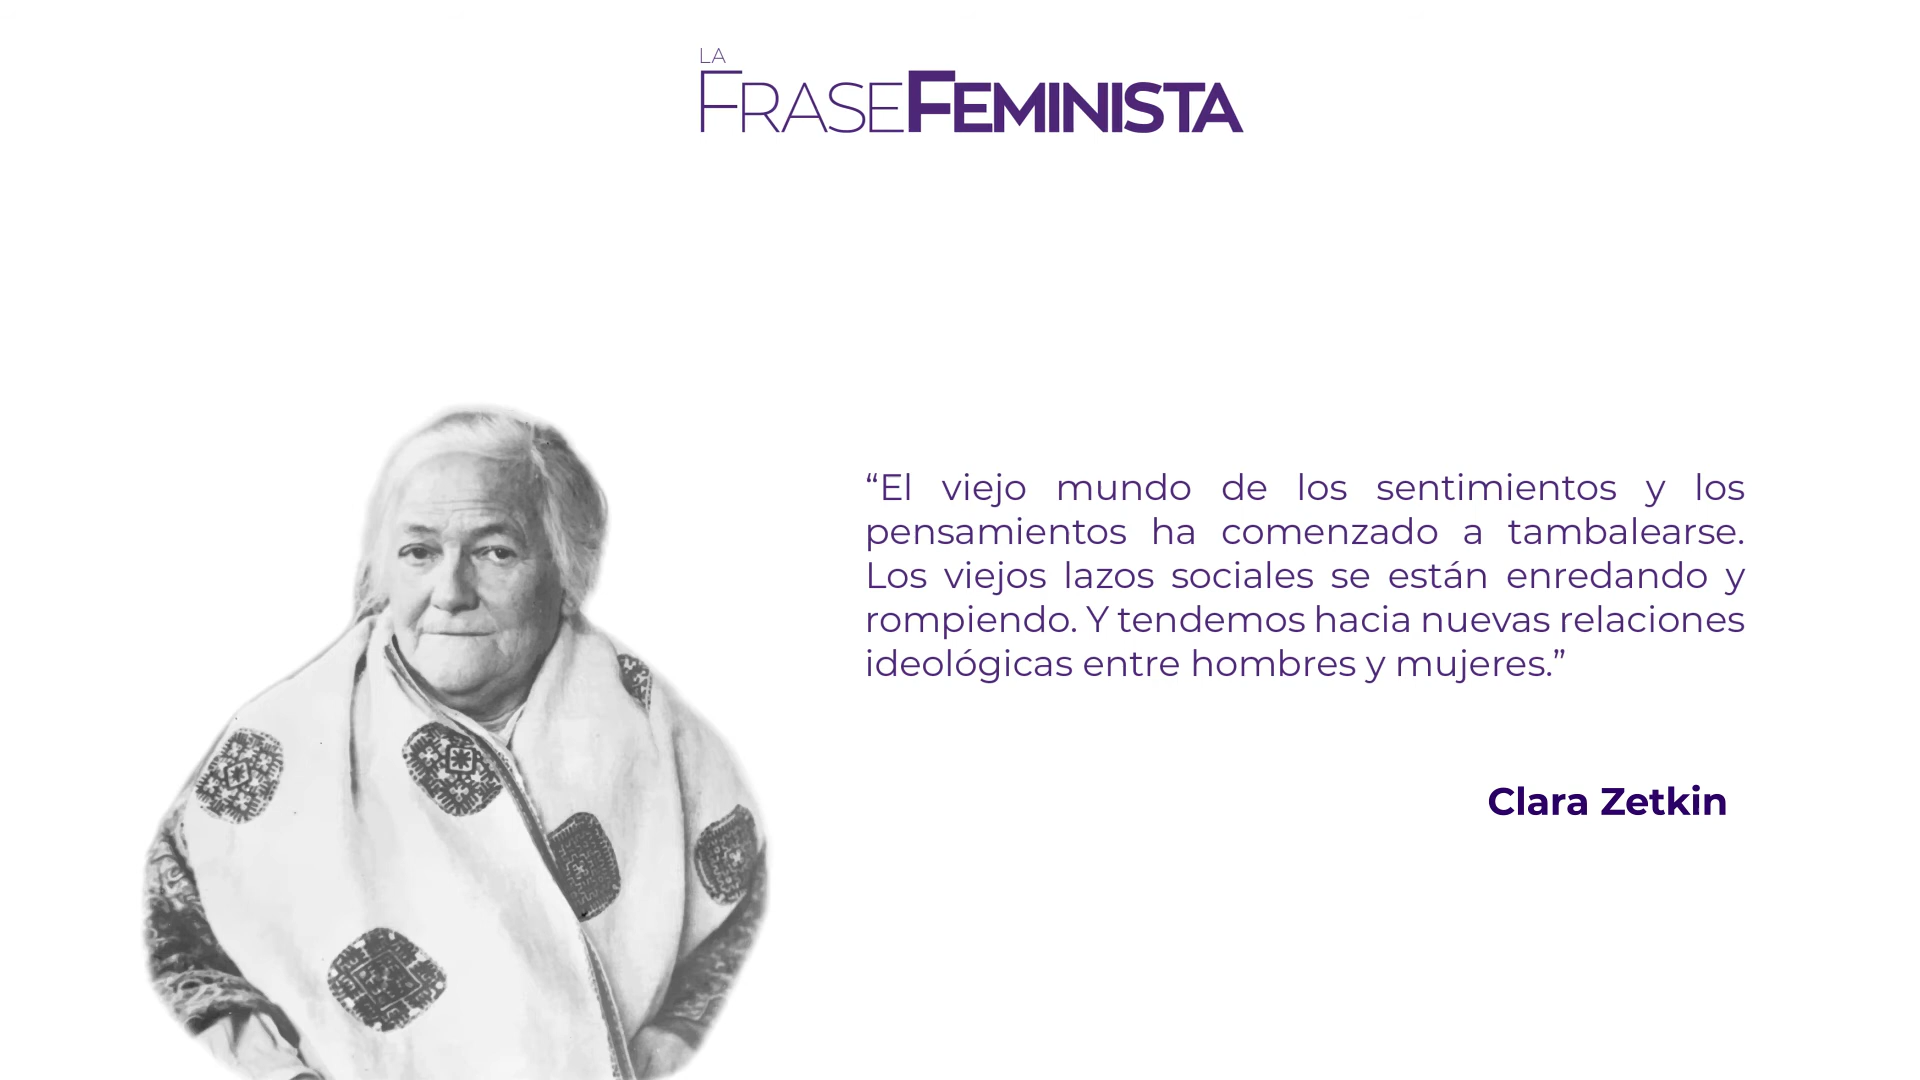 LA
FRASEFEMINISTA
“El viejo mundo de los sentimientos y los
pensamientos ha comenzado a tambalearse.
Los viejos lazos sociales se están enredando y
rompiendo. Y tendemos hacia nuevas relaciones
ideológicas entre hombres y mujeres.”
Clara Zetkin